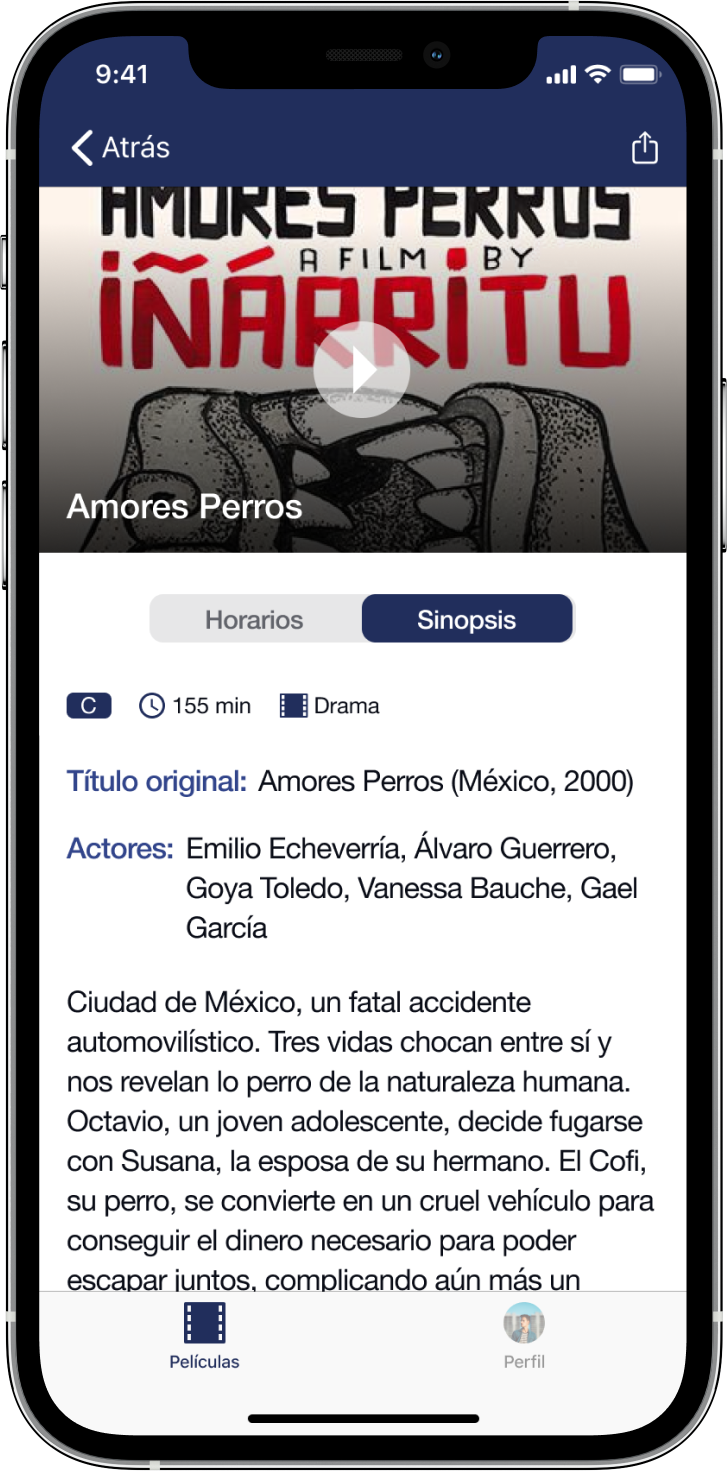 9:41
Atrás
AMORES PERROS
A FILM BY
IÑÁRRITU
Amores Perros
Horarios
Sinopsis
C
155 min
Drama
Título original: Amores Perros (México, 2000)
Actores: Emilio Echeverría, Álvaro Guerrero,
Goya Toledo, Vanessa Bauche, Gael
García
Ciudad de México, un fatal accidente
automovilístico. Tres vidas chocan entre sí y
nos revelan lo perro de la naturaleza humana.
Octavio, un joven adolescente, decide fugarse
con Susana, la esposa de su hermano. El Cofi,
su perro, se convierte en un cruel vehículo para
conseguir el dinero necesario para poder
escapar juntos, complicando aún más un
Películas
Perfil